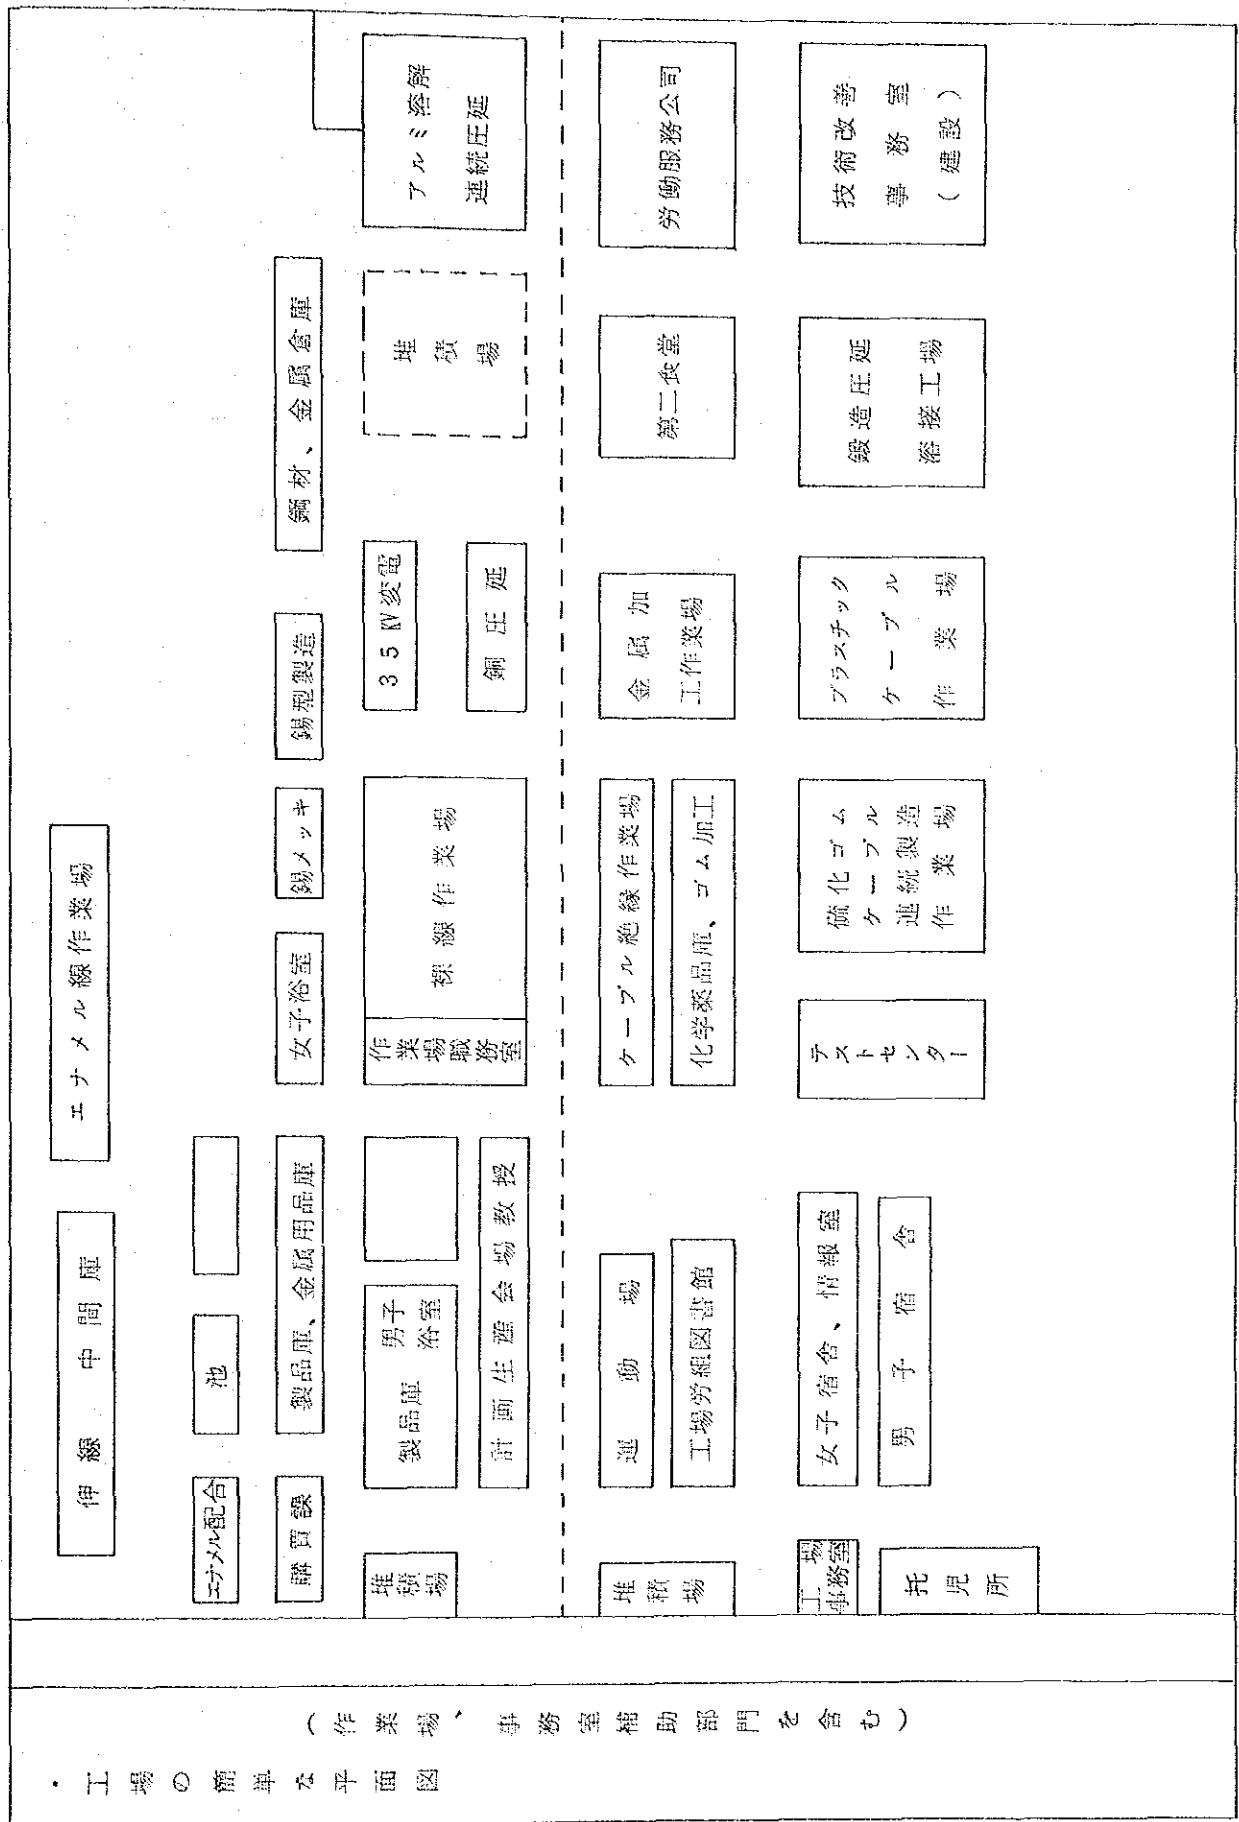 ・工場の簡単な平面図
（作業場、事務室補助部門を含む）
伸線中間庫
エナメル線作業場
エナメル配合
池
購買課
製品庫、金属用品庫
女子浴室
錫メッキ
錫型製造
鋼材、金属倉庫
堆積場
製品庫
男子
浴室
計画生産会場教授
作業場職務室
裸線作業場
35KV変電
銅圧延
堆積場
アルミ溶解
連続圧延
堆積場
運動場
工場労組図書館
ケーブル絶縁作業場
化学薬品庫、ゴム加工
金属加
工作業場
第二食堂
労働服務公司
工場
事務室
托児所
女子宿舎、情報室
男子宿舎
テストセンター
硫化ゴム
ケーブル
連続製造
作業場
プラスチック
ケーブル
作業場
鍛造圧延
溶接工場
技術改善
事務室
（建設）